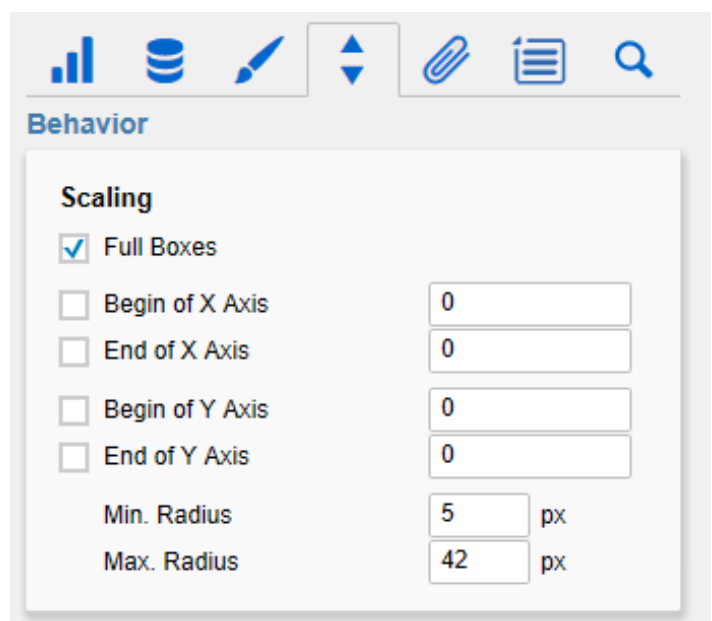 Behavior
Scaling
Full Boxes
Begin of X Axis 0
End of X Axis 0
Begin of Y Axis 0
End of Y Axis 0
Min. Radius 5 px
Max. Radius 42 px